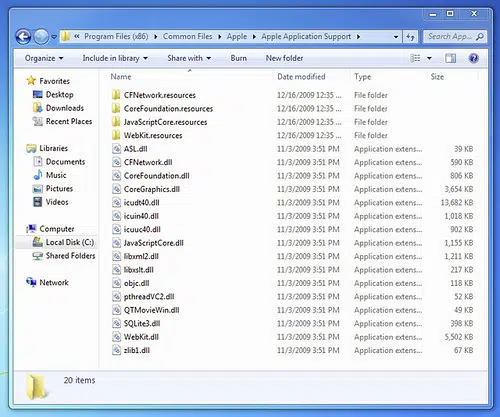 « Program Files (x86) ▸ Common Files ▸ Apple ▸ Apple Application Support ▸ Search App...
Organize Include in library Share with Burn New folder
Name Date modified Type Size
Favorites
Desktop
Downloads
Recent Places
Libraries
Documents
Music
Pictures
Videos
Computer
Local Disk (C:)
Shared Folders
Network
CFNetwork.resources 12/16/2009 12:35 ... File folder
CoreFoundation.resources 12/16/2009 12:35 ... File folder
JavaScriptCore.resources 12/16/2009 12:35 ... File folder
WebKit.resources 12/16/2009 12:35 ... File folder
ASL.dll 11/3/2009 3:51 PM Application extens... 39 KB
CFNetwork.dll 11/3/2009 3:51 PM Application extens... 590 KB
CoreFoundation.dll 11/3/2009 3:51 PM Application extens... 806 KB
CoreGraphics.dll 11/3/2009 3:51 PM Application extens... 3,654 KB
icudt40.dll 11/3/2009 3:51 PM Application extens... 13,682 KB
icuin40.dll 11/3/2009 3:51 PM Application extens... 1,018 KB
icuuc40.dll 11/3/2009 3:51 PM Application extens... 902 KB
JavaScriptCore.dll 11/3/2009 3:51 PM Application extens... 1,155 KB
libxml2.dll 11/3/2009 3:51 PM Application extens... 1,211 KB
libxslt.dll 11/3/2009 3:51 PM Application extens... 217 KB
objc.dll 11/3/2009 3:51 PM Application extens... 118 KB
pthreadVC2.dll 11/3/2009 3:51 PM Application extens... 52 KB
QTMovieWin.dll 11/3/2009 3:51 PM Application extens... 49 KB
SQLite3.dll 11/3/2009 3:51 PM Application extens... 398 KB
WebKit.dll 11/3/2009 3:51 PM Application extens... 5,502 KB
zlib1.dll 11/3/2009 3:51 PM Application extens... 67 KB
20 items